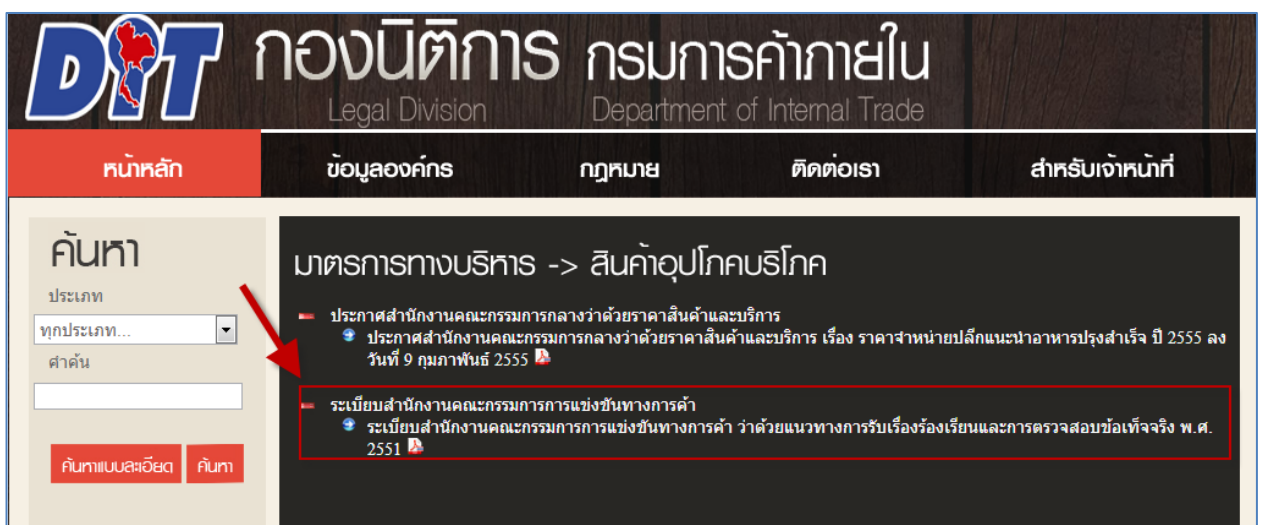 DIT กองนิติการ กรมการค้าภายใน
Legal Division Department of Internal Trade
หน้าหลัก ข้อมูลองค์กร กฎหมาย ติดต่อเรา สำหรับเจ้าหน้าที่
ค้นหา
ประเภท
ทุกประเภท...
คำค้น
ค้นหาแบบละเอียด ค้นหา
มาตรการทางบริหาร -> สินค้าอุปโภคบริโภค
ประกาศสำนักงานคณะกรรมการกลางว่าด้วยราคาสินค้าและบริการ
ประกาศสำนักงานคณะกรรมการกลางว่าด้วยราคาสินค้าและบริการ เรื่อง ราคาจำหน่ายปลีกแนะนำอาหารปรุงสำเร็จ ปี 2555 ลง
วันที่ 9 กุมภาพันธ์ 2555
ระเบียบสำนักงานคณะกรรมการการแข่งขันทางการค้า
ระเบียบสำนักงานคณะกรรมการการแข่งขันทางการค้า ว่าด้วยแนวทางการรับเรื่องร้องเรียนและการตรวจสอบข้อเท็จจริง พ.ศ.
2551